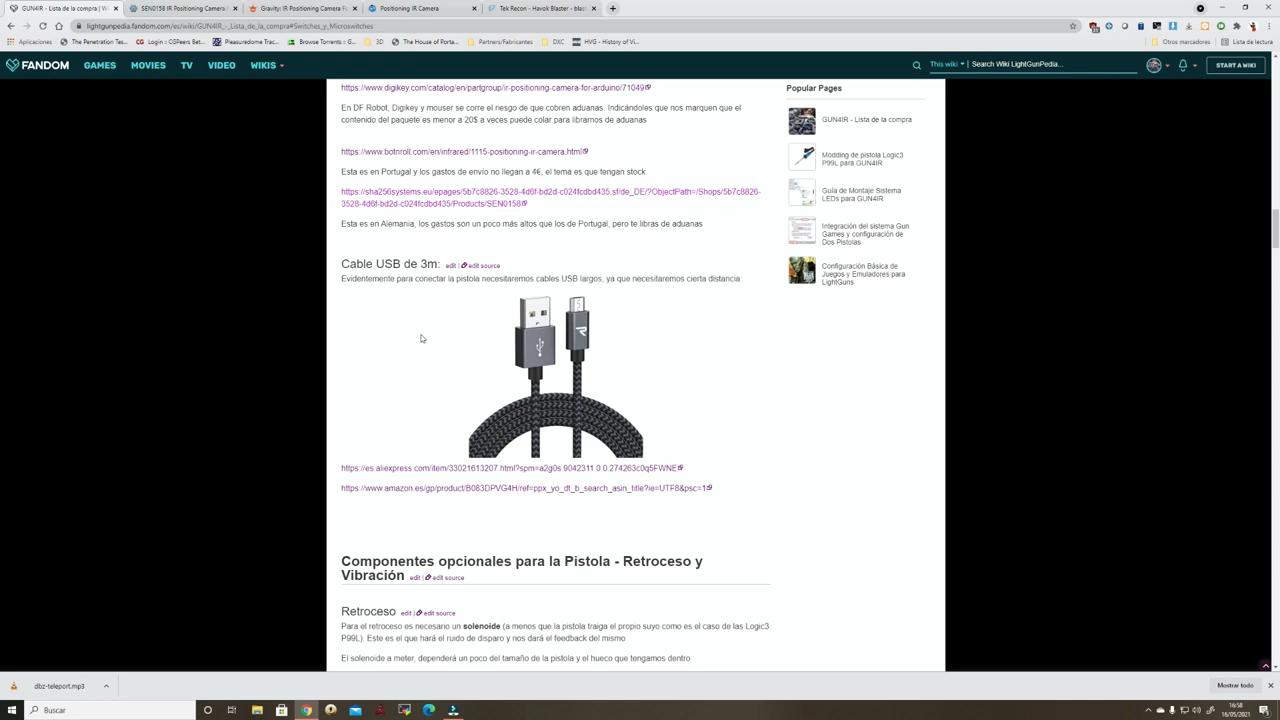 GUN4IR - Lista de la compra | W
SEN0158 IR Positioning Camera
Gravity: IR Positioning Camera F
Positioning IR Camera
Tek Recon - Havok Blaster - blast
lightgunpedia.fandom.com/es/wiki/GUN4IR_-_Lista_de_la_compra#Switches_y_Microswitches
Aplicaciones
The Penetration Tes...
Login :: CGPeers Bet...
Pleasuredome Trac...
Browse Torrents :: G...
3D
The House of Porta...
Partners/Fabricantes
DXC
HVG - History of Vi...
Otros marcadores
Lista de lectura
FANDOM
GAMES
MOVIES
TV
VIDEO
WIKIS
This wiki
Search Wiki LightGunPedia...
START A WIKI
https://www.digikey.com/catalog/en/partgroup/ir-positioning-camera-for-arduino/71049
En DF Robot, Digikey y mouser se corre el riesgo de que cobren aduanas. Indicándoles que nos marquen que el
contenido del paquete es menor a 20$ a veces puede colar para librarnos de aduanas
https://www.botnroll.com/en/infrared/1115-positioning-ir-camera.html
Esta es en Portugal y los gastos de envío no llegan a 4€, el tema es que tengan stock
https://sha256systems.eu/epages/5b7c8826-3528-4d6f-bd2d-c024fcdbd435.sf/de_DE/?ObjectPath=/Shops/5b7c8826-
3528-4d6f-bd2d-c024fcdbd435/Products/SEN0158
Esta es en Alemania, los gastos son un poco más altos que los de Portugal, pero te libras de aduanas
Cable USB de 3m:
edit | edit source
Evidentemente para conectar la pistola necesitaremos cables USB largos, ya que necesitaremos cierta distancia:
https://es.aliexpress.com/item/33021613207.html?spm=a2g0s.9042311.0.0.274263c0q5FWNE
https://www.amazon.es/gp/product/B083DPVG4H/ref=ppx_yo_dt_b_search_asin_title?ie=UTF8&psc=1
Componentes opcionales para la Pistola - Retroceso y
Vibración edit | edit source
Retroceso edit | edit source
Para el retroceso es necesario un solenoide (a menos que la pistola traiga el propio suyo como es el caso de las Logic3
P99L). Este es el que hará el ruido de disparo y nos dará el feedback del mismo
El solenoide a meter, dependerá un poco del tamaño de la pistola y el hueco que tengamos dentro
Popular Pages
GUN4IR - Lista de la compra
Modding de pistola Logic3
P99L para GUN4IR
Guía de Montaje Sistema
LEDs para GUN4IR
Integración del sistema Gun
Games y configuración de
Dos Pistolas
Configuración Básica de
Juegos y Emuladores para
LightGuns
dbz-teleport.mp3
Mostrar todo
Buscar
16:58
16/05/2021